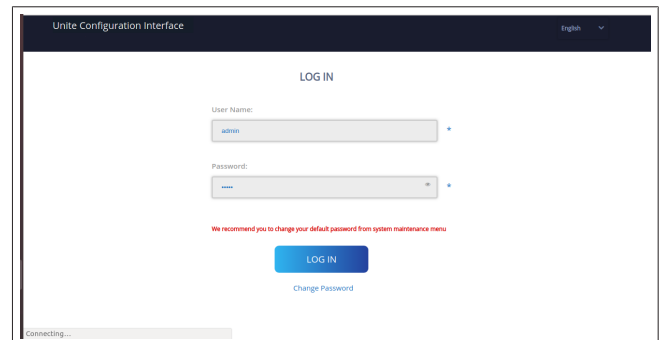 Unite Configuration Interface
English
LOG IN
User Name:
admin
*
Password:
•••••
*
We recommend you to change your default password from system maintenance menu
LOG IN
Change Password
Connecting...